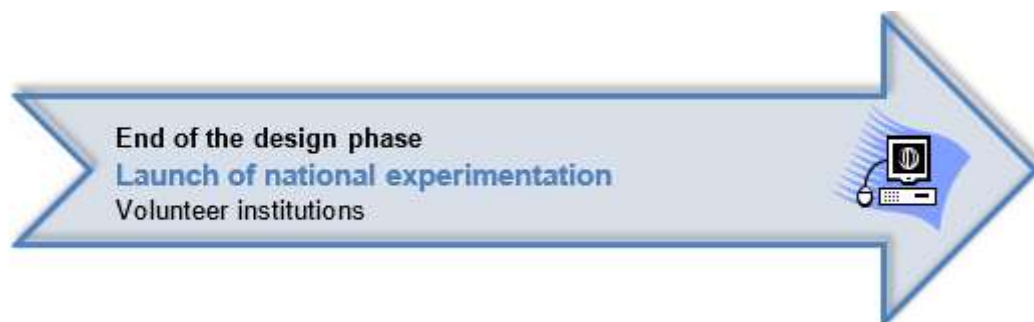 End of the design phase
Launch of national experimentation
Volunteer institutions